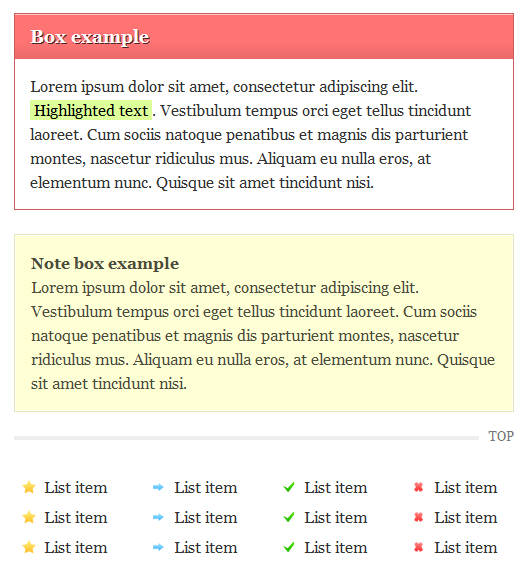 Box example
Lorem ipsum dolor sit amet, consectetur adipiscing elit.
Highlighted text . Vestibulum tempus orci eget tellus tincidunt
laoreet. Cum sociis natoque penatibus et magnis dis parturient
montes, nascetur ridiculus mus. Aliquam eu nulla eros, at
elementum nunc. Quisque sit amet tincidunt nisi.
Note box example
Lorem ipsum dolor sit amet, consectetur adipiscing elit.
Vestibulum tempus orci eget tellus tincidunt laoreet. Cum sociis
natoque penatibus et magnis dis parturient montes, nascetur
ridiculus mus. Aliquam eu nulla eros, at elementum nunc. Quisque
sit amet tincidunt nisi.
TOP
List item List item List item List item
List item List item List item List item
List item List item List item List item